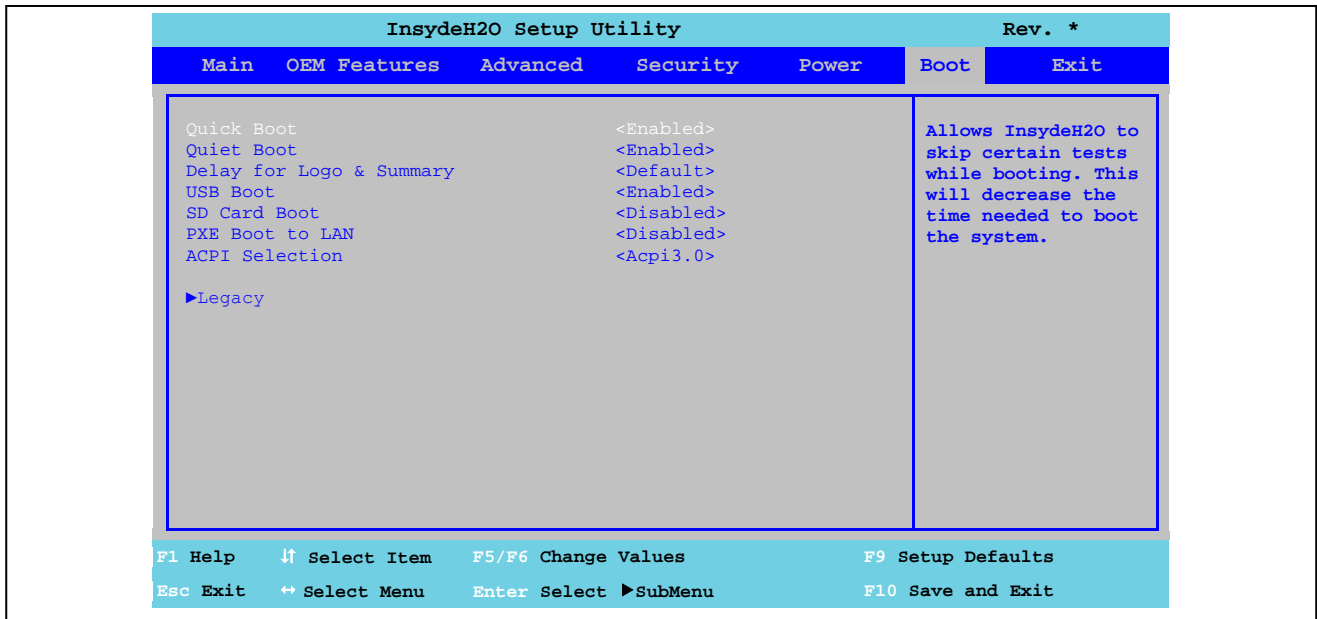 InsydeH2O Setup Utility Rev. *
Main OEM Features Advanced Security Power Boot Exit
Quick Boot <Enabled>
Quiet Boot <Enabled>
Delay for Logo & Summary <Default>
USB Boot <Enabled>
SD Card Boot <Disabled>
PXE Boot to LAN <Disabled>
ACPI Selection <Acpi3.0>
►Legacy
Allows InsydeH2O to
skip certain tests
while booting. This
will decrease the
time needed to boot
the system.
F1 Help ↓↑ Select Item F5/F6 Change Values F9 Setup Defaults
Esc Exit ↔ Select Menu Enter Select ►SubMenu F10 Save and Exit